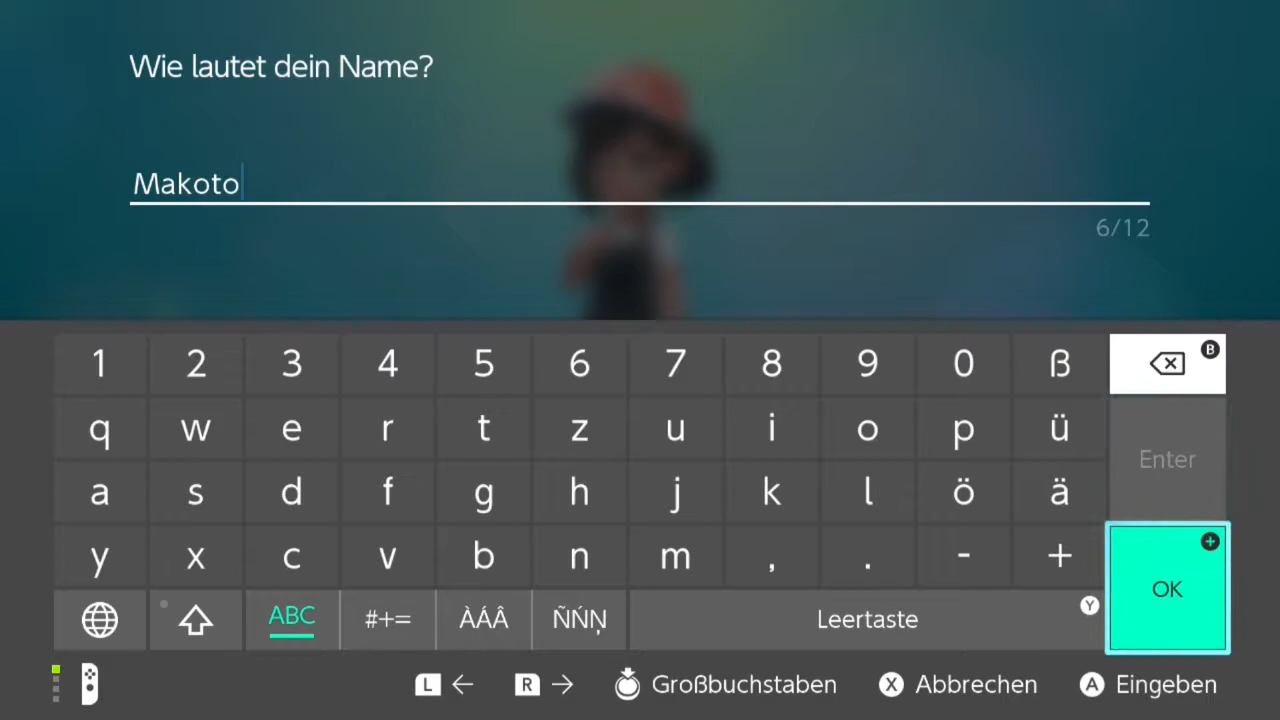 Wie lautet dein Name?
Makoto
6/12
1 2 3 4 5 6 7 8 9 0 ß B
q w e r t z u i o p ü Enter
a s d f g h j k l ö ä
y x c v b n m , . - + OK
ABC #+= ÀÁÂ ÑŃŅ Leertaste Y
L ← R → Großbuchstaben X Abbrechen A Eingeben